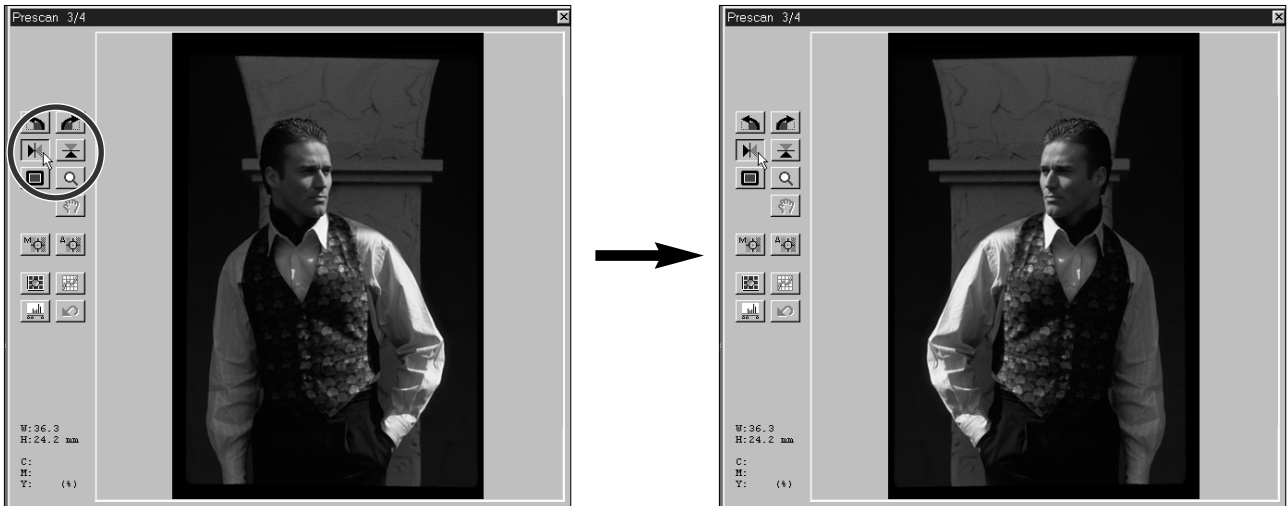 Prescan 3/4
M
A
W:36.3
H:24.2 mm
C:
M:
Y: (%)
Prescan 3/4
M
A
W:36.3
H:24.2 mm
C:
M:
Y: (%)